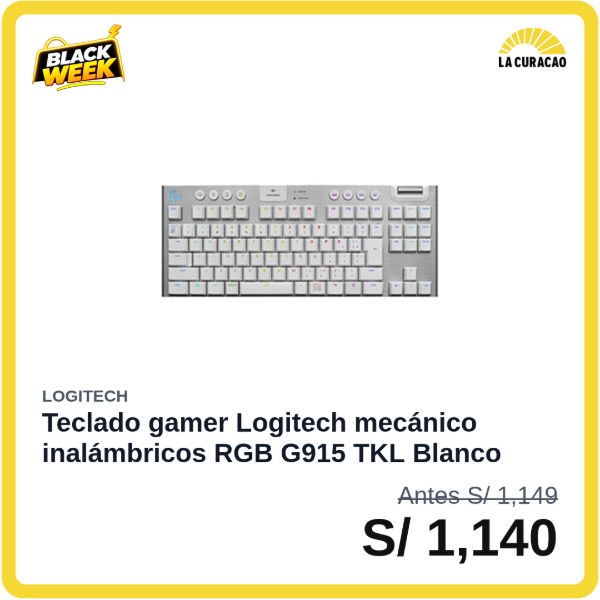 BLACK
WEEK
LA CURACAO
LOGITECH
Teclado gamer Logitech mecánico
inalámbricos RGB G915 TKL Blanco
Antes S/ 1,149
S/ 1,140